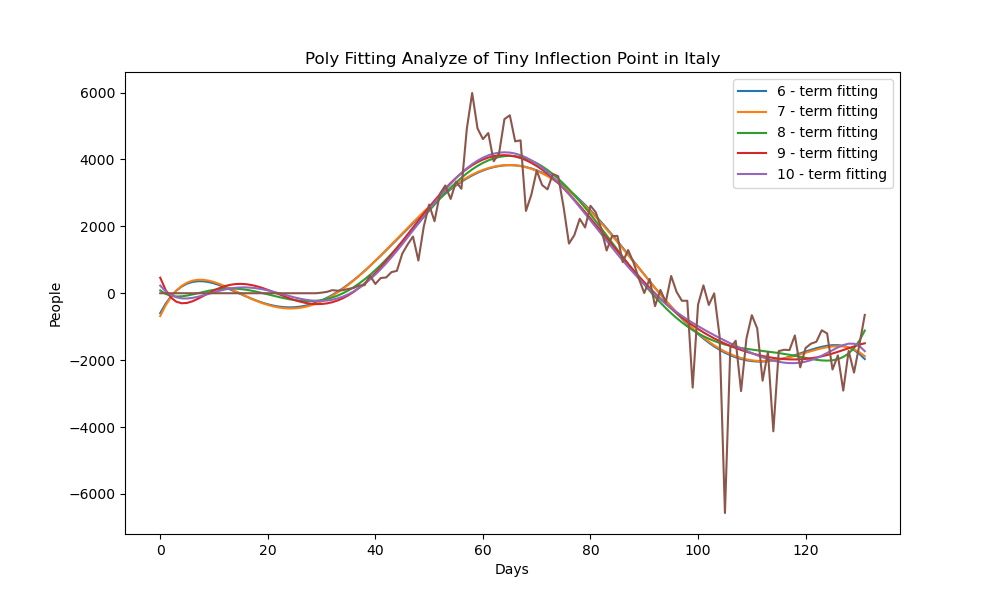 Poly Fitting Analyze of Tiny Inflection Point in Italy
6 - term fitting
7 - term fitting
8 - term fitting
9 - term fitting
10 - term fitting
6000
4000
2000
0
−2000
−4000
−6000
People
0 20 40 60 80 100 120
Days